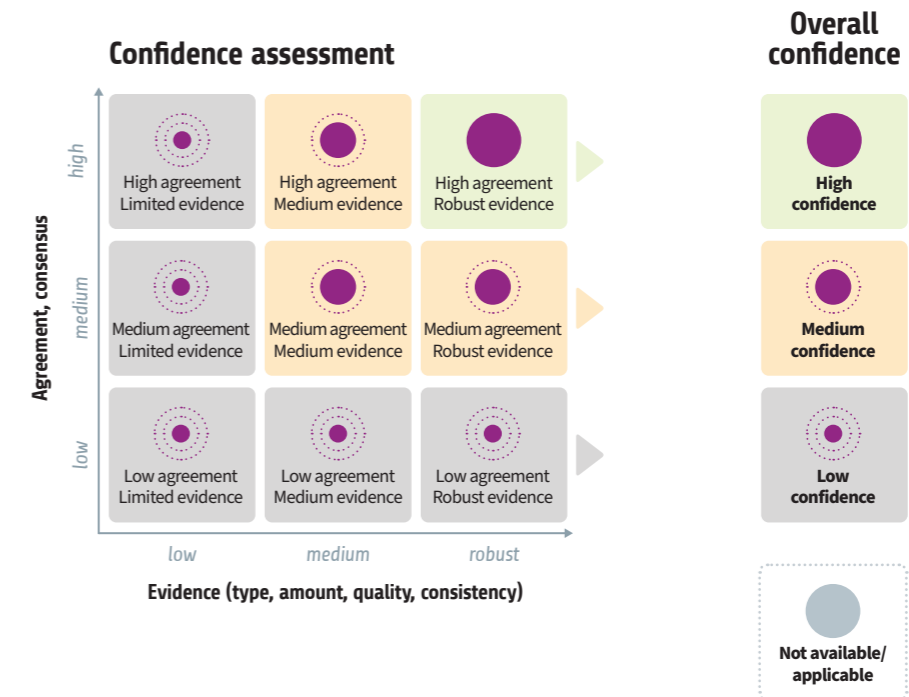 Confidence assessment
Overall
confidence
Agreement, consensus
high
High agreement
Limited evidence
High agreement
Medium evidence
High agreement
Robust evidence
High
confidence
medium
Medium agreement
Limited evidence
Medium agreement
Medium evidence
Medium agreement
Robust evidence
Medium
confidence
low
Low agreement
Limited evidence
Low agreement
Medium evidence
Low agreement
Robust evidence
Low
confidence
low
medium
robust
Evidence (type, amount, quality, consistency)
Not available/
applicable